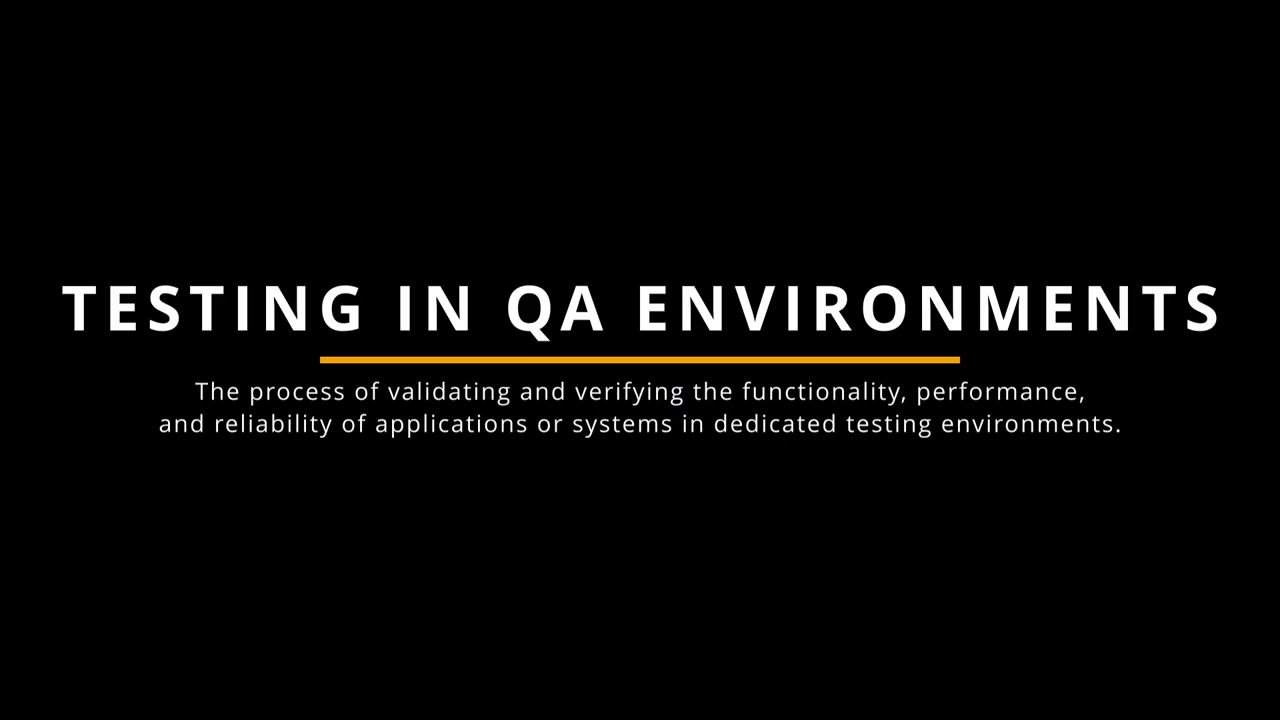 TESTING IN QA ENVIRONMENTS
The process of validating and verifying the functionality, performance,
and reliability of applications or systems in dedicated testing environments.